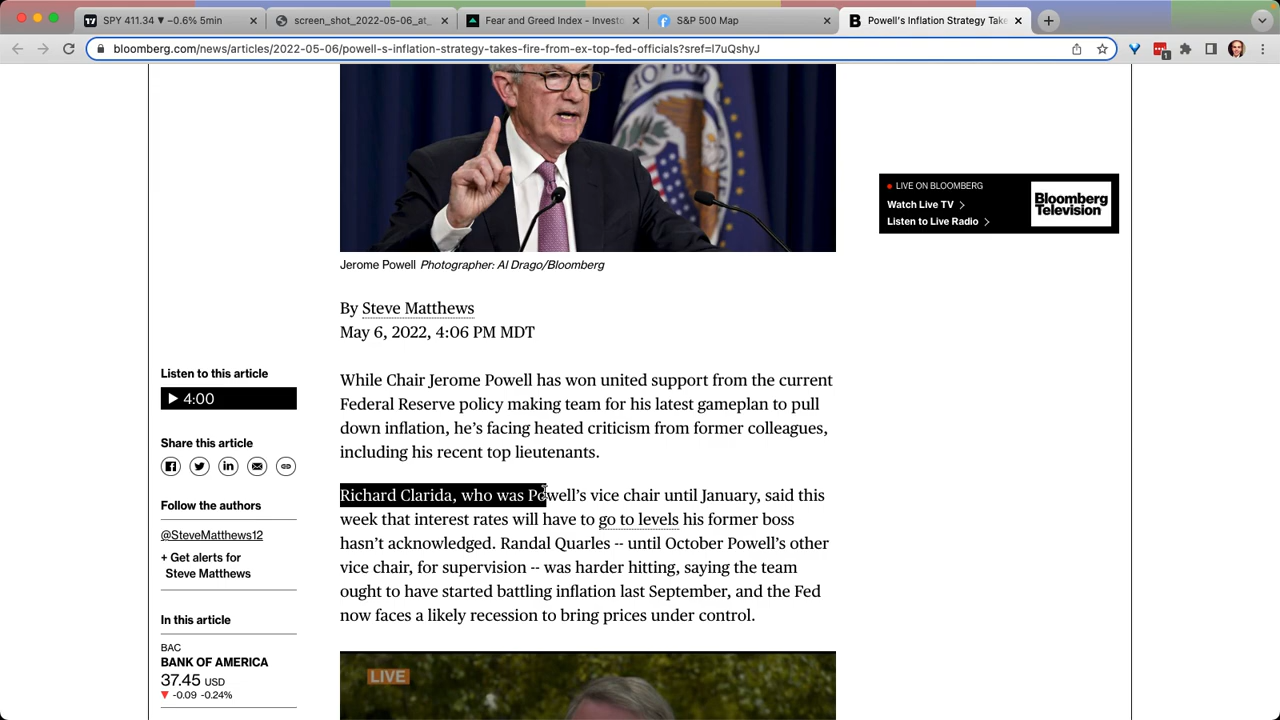 SPY 411.34 ▼ −0.6% 5min
screen_shot_2022-05-06_at_
Fear and Greed Index - Investo
S&P 500 Map
Powell's Inflation Strategy Take
bloomberg.com/news/articles/2022-05-06/powell-s-inflation-strategy-takes-fire-from-ex-top-fed-officials?sref=l7uQshyJ
1
LIVE ON BLOOMBERG
Watch Live TV
Listen to Live Radio
Bloomberg
Television
Jerome Powell Photographer: Al Drago/Bloomberg
By Steve Matthews
May 6, 2022, 4:06 PM MDT
Listen to this article
4:00
Share this article
Follow the authors
@SteveMatthews12
+ Get alerts for
Steve Matthews
In this article
BAC
BANK OF AMERICA
37.45 USD
▼ -0.09 -0.24%
While Chair Jerome Powell has won united support from the current
Federal Reserve policy making team for his latest gameplan to pull
down inflation, he's facing heated criticism from former colleagues,
including his recent top lieutenants.
Richard Clarida, who was Powell's vice chair until January, said this
week that interest rates will have to go to levels his former boss
hasn't acknowledged. Randal Quarles -- until October Powell's other
vice chair, for supervision -- was harder hitting, saying the team
ought to have started battling inflation last September, and the Fed
now faces a likely recession to bring prices under control.
LIVE